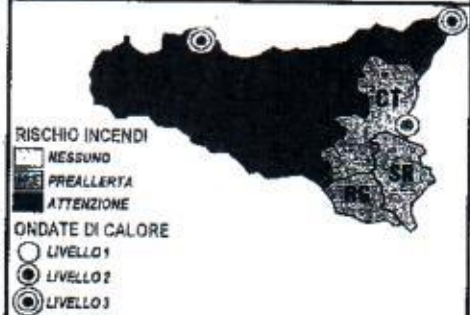 CT
SR
RG
RISCHIO INCENDI
NESSUNO
PREALLERTA
ATTENZIONE
ONDATE DI CALORE
LIVELLO 1
LIVELLO 2
LIVELLO 3